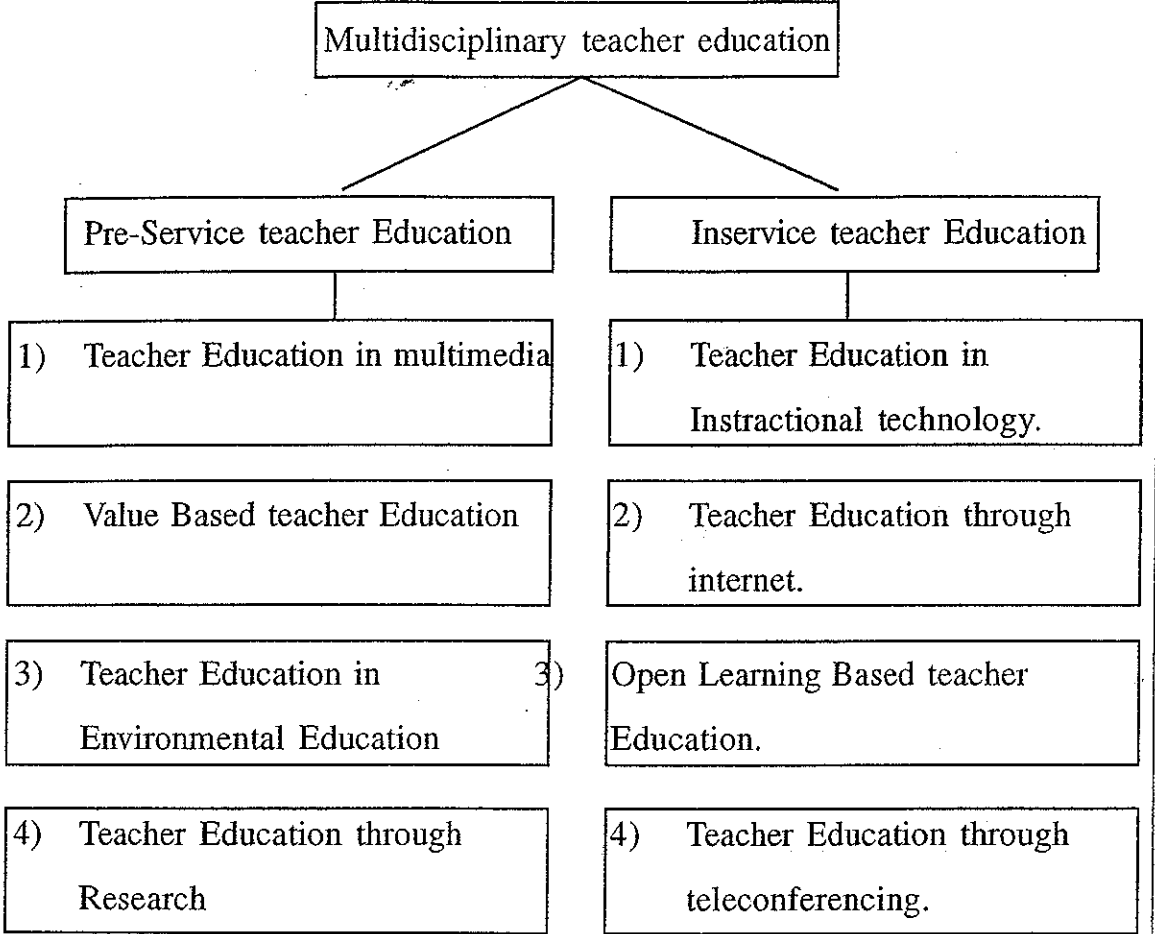 Multidisciplinary teacher education
Pre-Service teacher Education
Inservice teacher Education
1) Teacher Education in multimedia
2) Value Based teacher Education
3) Teacher Education in
Environmental Education
4) Teacher Education through
Research
1) Teacher Education in
Instractional technology.
2) Teacher Education through
internet.
3) Open Learning Based teacher
Education.
4) Teacher Education through
teleconferencing.